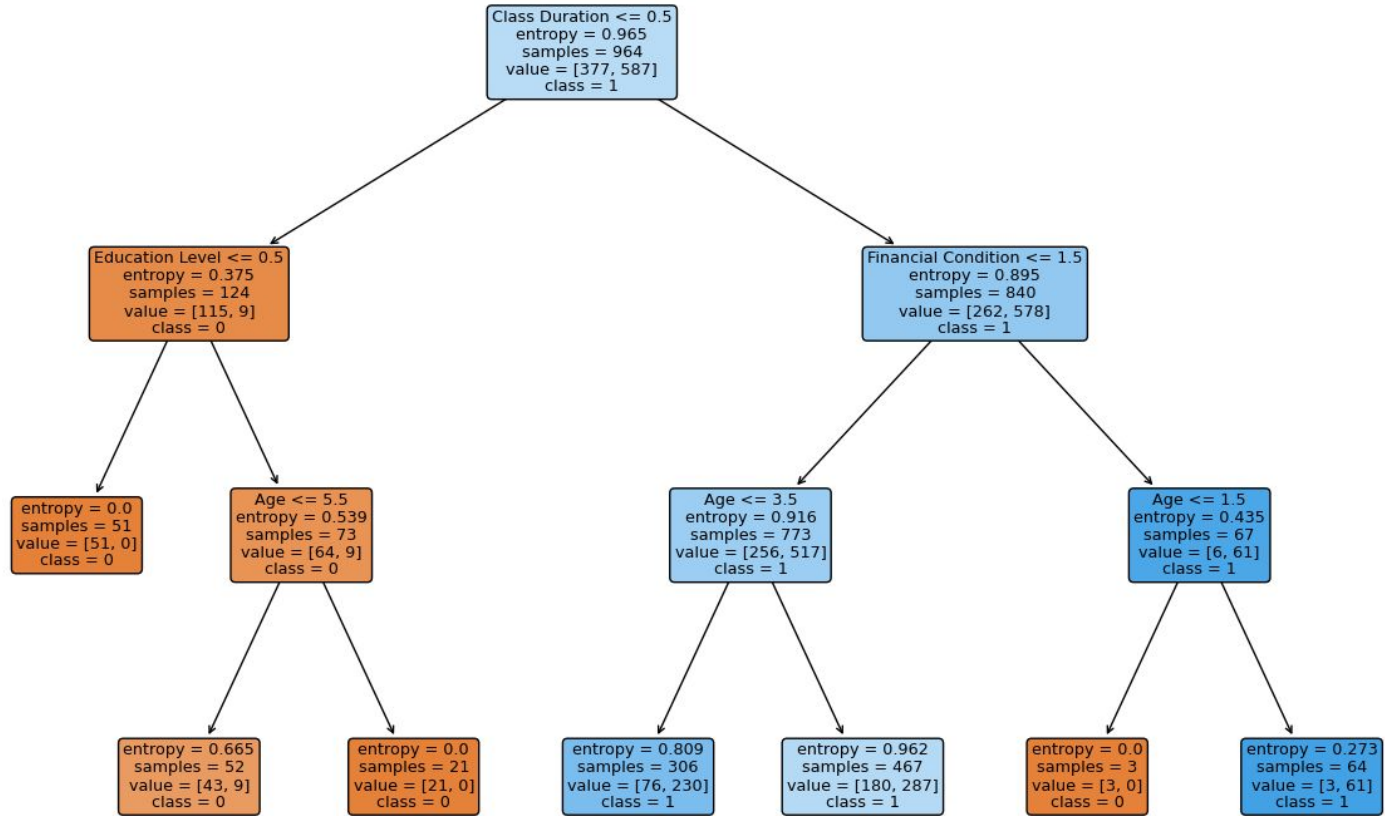 Class Duration <= 0.5
entropy = 0.965
samples = 964
value = [377, 587]
class = 1
Education Level <= 0.5
entropy = 0.375
samples = 124
value = [115, 9]
class = 0
Financial Condition <= 1.5
entropy = 0.895
samples = 840
value = [262, 578]
class = 1
entropy = 0.0
samples = 51
value = [51, 0]
class = 0
Age <= 5.5
entropy = 0.539
samples = 73
value = [64, 9]
class = 0
Age <= 3.5
entropy = 0.916
samples = 773
value = [256, 517]
class = 1
Age <= 1.5
entropy = 0.435
samples = 67
value = [6, 61]
class = 1
entropy = 0.665
samples = 52
value = [43, 9]
class = 0
entropy = 0.0
samples = 21
value = [21, 0]
class = 0
entropy = 0.809
samples = 306
value = [76, 230]
class = 1
entropy = 0.962
samples = 467
value = [180, 287]
class = 1
entropy = 0.0
samples = 3
value = [3, 0]
class = 0
entropy = 0.273
samples = 64
value = [3, 61]
class = 1